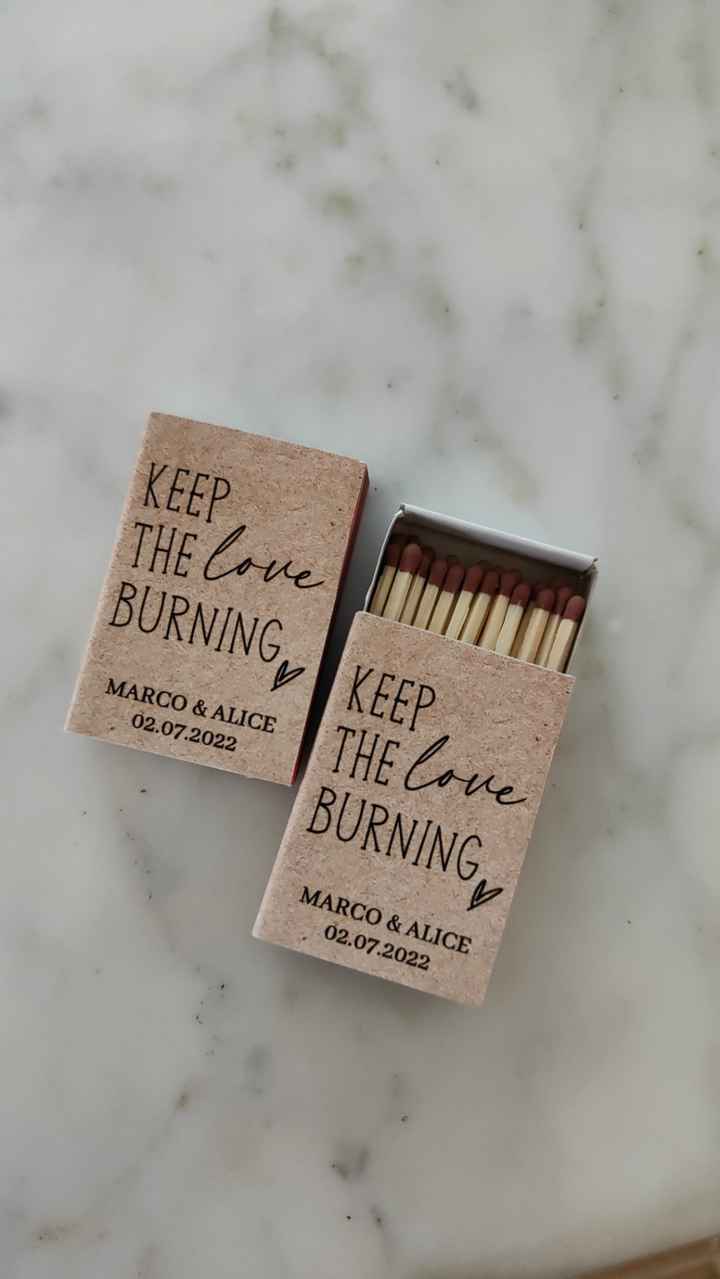 KEEP
THE love
BURNING
MARCO & ALICE
02.07.2022
KEEP
THE love
BURNING
MARCO & ALICE
02.07.2022